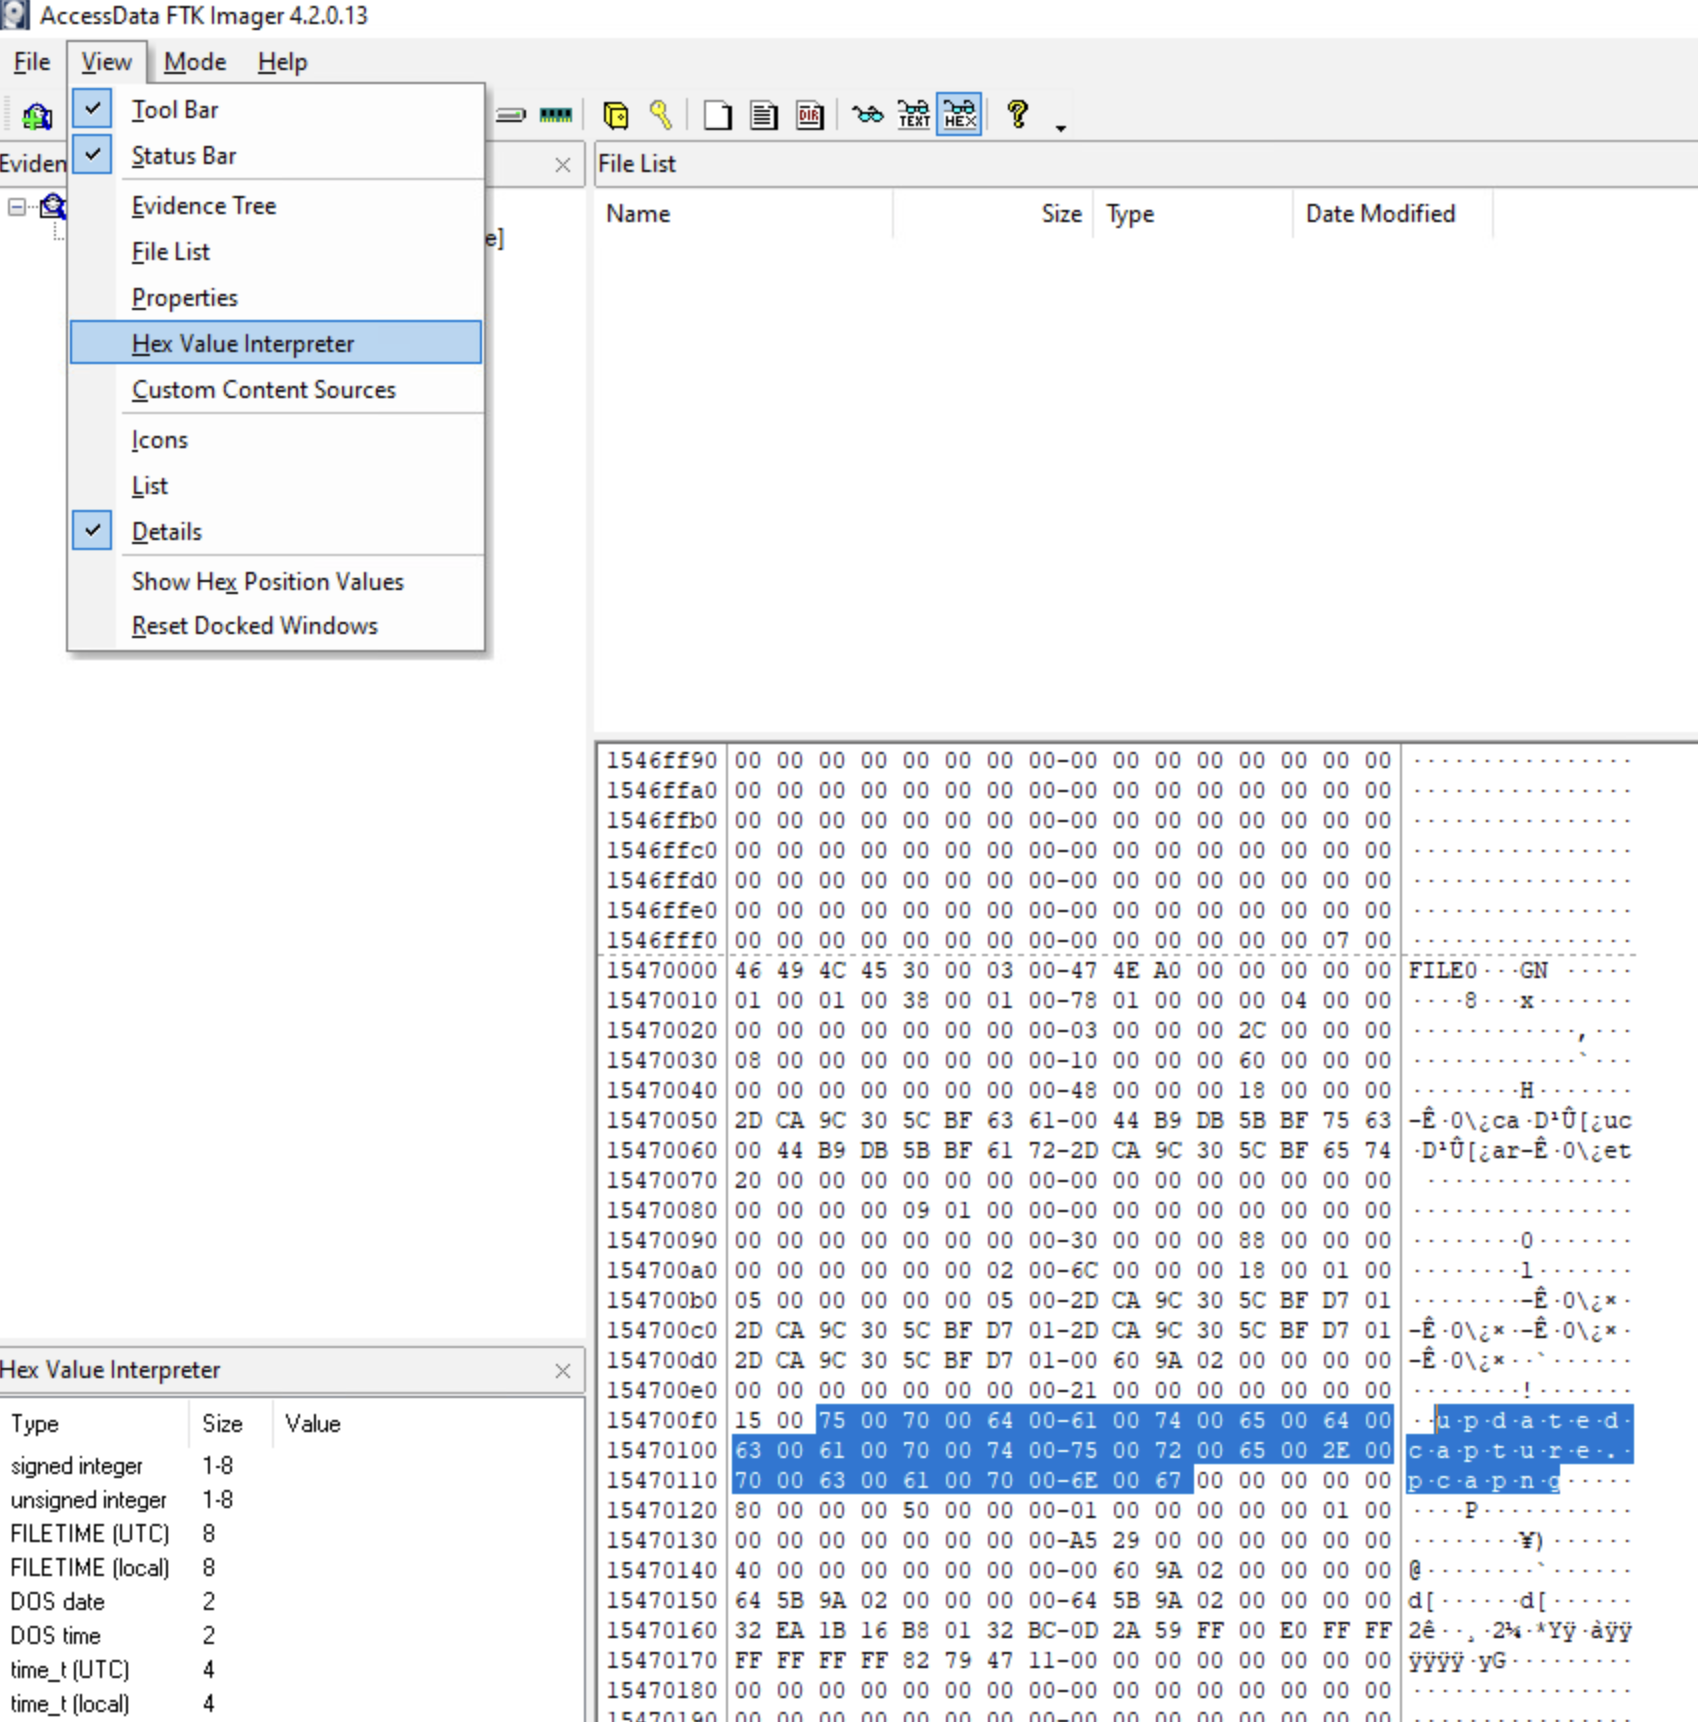 AccessData FTK Imager 4.2.0.13
File View Mode Help
Tool Bar
Status Bar
Evidence Tree
File List
Properties
Hex Value Interpreter
Custom Content Sources
Icons
List
Details
Show Hex Position Values
Reset Docked Windows
TEXT HEX
DIR
Eviden
e]
File List
Name Size Type Date Modified
1546ff90 00 00 00 00 00 00 00 00-00 00 00 00 00 00 00 00 ················
1546ffa0 00 00 00 00 00 00 00 00-00 00 00 00 00 00 00 00 ················
1546ffb0 00 00 00 00 00 00 00 00-00 00 00 00 00 00 00 00 ················
1546ffc0 00 00 00 00 00 00 00 00-00 00 00 00 00 00 00 00 ················
1546ffd0 00 00 00 00 00 00 00 00-00 00 00 00 00 00 00 00 ················
1546ffe0 00 00 00 00 00 00 00 00-00 00 00 00 00 00 00 00 ················
1546fff0 00 00 00 00 00 00 00 00-00 00 00 00 00 00 07 00 ················
15470000 46 49 4C 45 30 00 03 00-47 4E A0 00 00 00 00 00 FILE0···GN ·····
15470010 01 00 01 00 38 00 01 00-78 01 00 00 00 04 00 00 ····8···x·······
15470020 00 00 00 00 00 00 00 00-03 00 00 00 2C 00 00 00 ············,···
15470030 08 00 00 00 00 00 00 00-10 00 00 00 60 00 00 00 ············`···
15470040 00 00 00 00 00 00 00 00-48 00 00 00 18 00 00 00 ········H·······
15470050 2D CA 9C 30 5C BF 63 61-00 44 B9 DB 5B BF 75 63 -Ê·0\¿ca·D¹Û[¿uc
15470060 00 44 B9 DB 5B BF 61 72-2D CA 9C 30 5C BF 65 74 ·D¹Û[¿ar-Ê·0\¿et
15470070 20 00 00 00 00 00 00 00-00 00 00 00 00 00 00 00  ···············
15470080 00 00 00 00 09 01 00 00-00 00 00 00 00 00 00 00 ················
15470090 00 00 00 00 00 00 00 00-30 00 00 00 88 00 00 00 ········0·······
154700a0 00 00 00 00 00 00 02 00-6C 00 00 00 18 00 01 00 ········l·······
154700b0 05 00 00 00 00 00 05 00-2D CA 9C 30 5C BF D7 01 ········-Ê·0\¿×·
154700c0 2D CA 9C 30 5C BF D7 01-2D CA 9C 30 5C BF D7 01 -Ê·0\¿×·-Ê·0\¿×·
154700d0 2D CA 9C 30 5C BF D7 01-00 60 9A 02 00 00 00 00 -Ê·0\¿×··`······
154700e0 00 00 00 00 00 00 00 00-21 00 00 00 00 00 00 00 ········!·······
154700f0 15 00 75 00 70 00 64 00-61 00 74 00 65 00 64 00 ··u·p·d·a·t·e·d·
15470100 63 00 61 00 70 00 74 00-75 00 72 00 65 00 2E 00 c·a·p·t·u·r·e·.·
15470110 70 00 63 00 61 00 70 00-6E 00 67 00 00 00 00 00 p·c·a·p·n·g·····
15470120 80 00 00 00 50 00 00 00-01 00 00 00 00 00 01 00 ····P···········
15470130 00 00 00 00 00 00 00 00-A5 29 00 00 00 00 00 00 ········¥)······
15470140 40 00 00 00 00 00 00 00-00 60 9A 02 00 00 00 00 @········`······
15470150 64 5B 9A 02 00 00 00 00-64 5B 9A 02 00 00 00 00 d[······d[······
15470160 32 EA 1B 16 B8 01 32 BC-0D 2A 59 FF 00 E0 FF FF 2ê··¸·2¼·*Yÿ·àÿÿ
15470170 FF FF FF FF 82 79 47 11-00 00 00 00 00 00 00 00 ÿÿÿÿ·yG·········
15470180 00 00 00 00 00 00 00 00-00 00 00 00 00 00 00 00 ················
15470190 00 00 00 00 00 00 00 00-00 00 00 00 00 00 00 00 ················
Hex Value Interpreter
Type Size Value
signed integer 1-8
unsigned integer 1-8
FILETIME (UTC) 8
FILETIME (local) 8
DOS date 2
DOS time 2
time_t (UTC) 4
time_t (local) 4